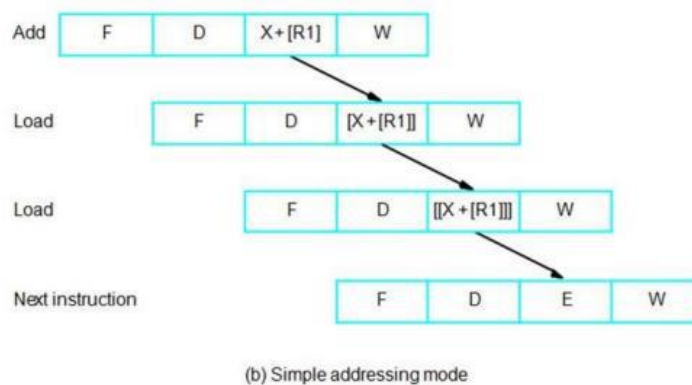 Add F D X + [R1] W
Load F D [X + [R1]] W
Load F D [[X + [R1]]] W
Next instruction F D E W
(b) Simple addressing mode